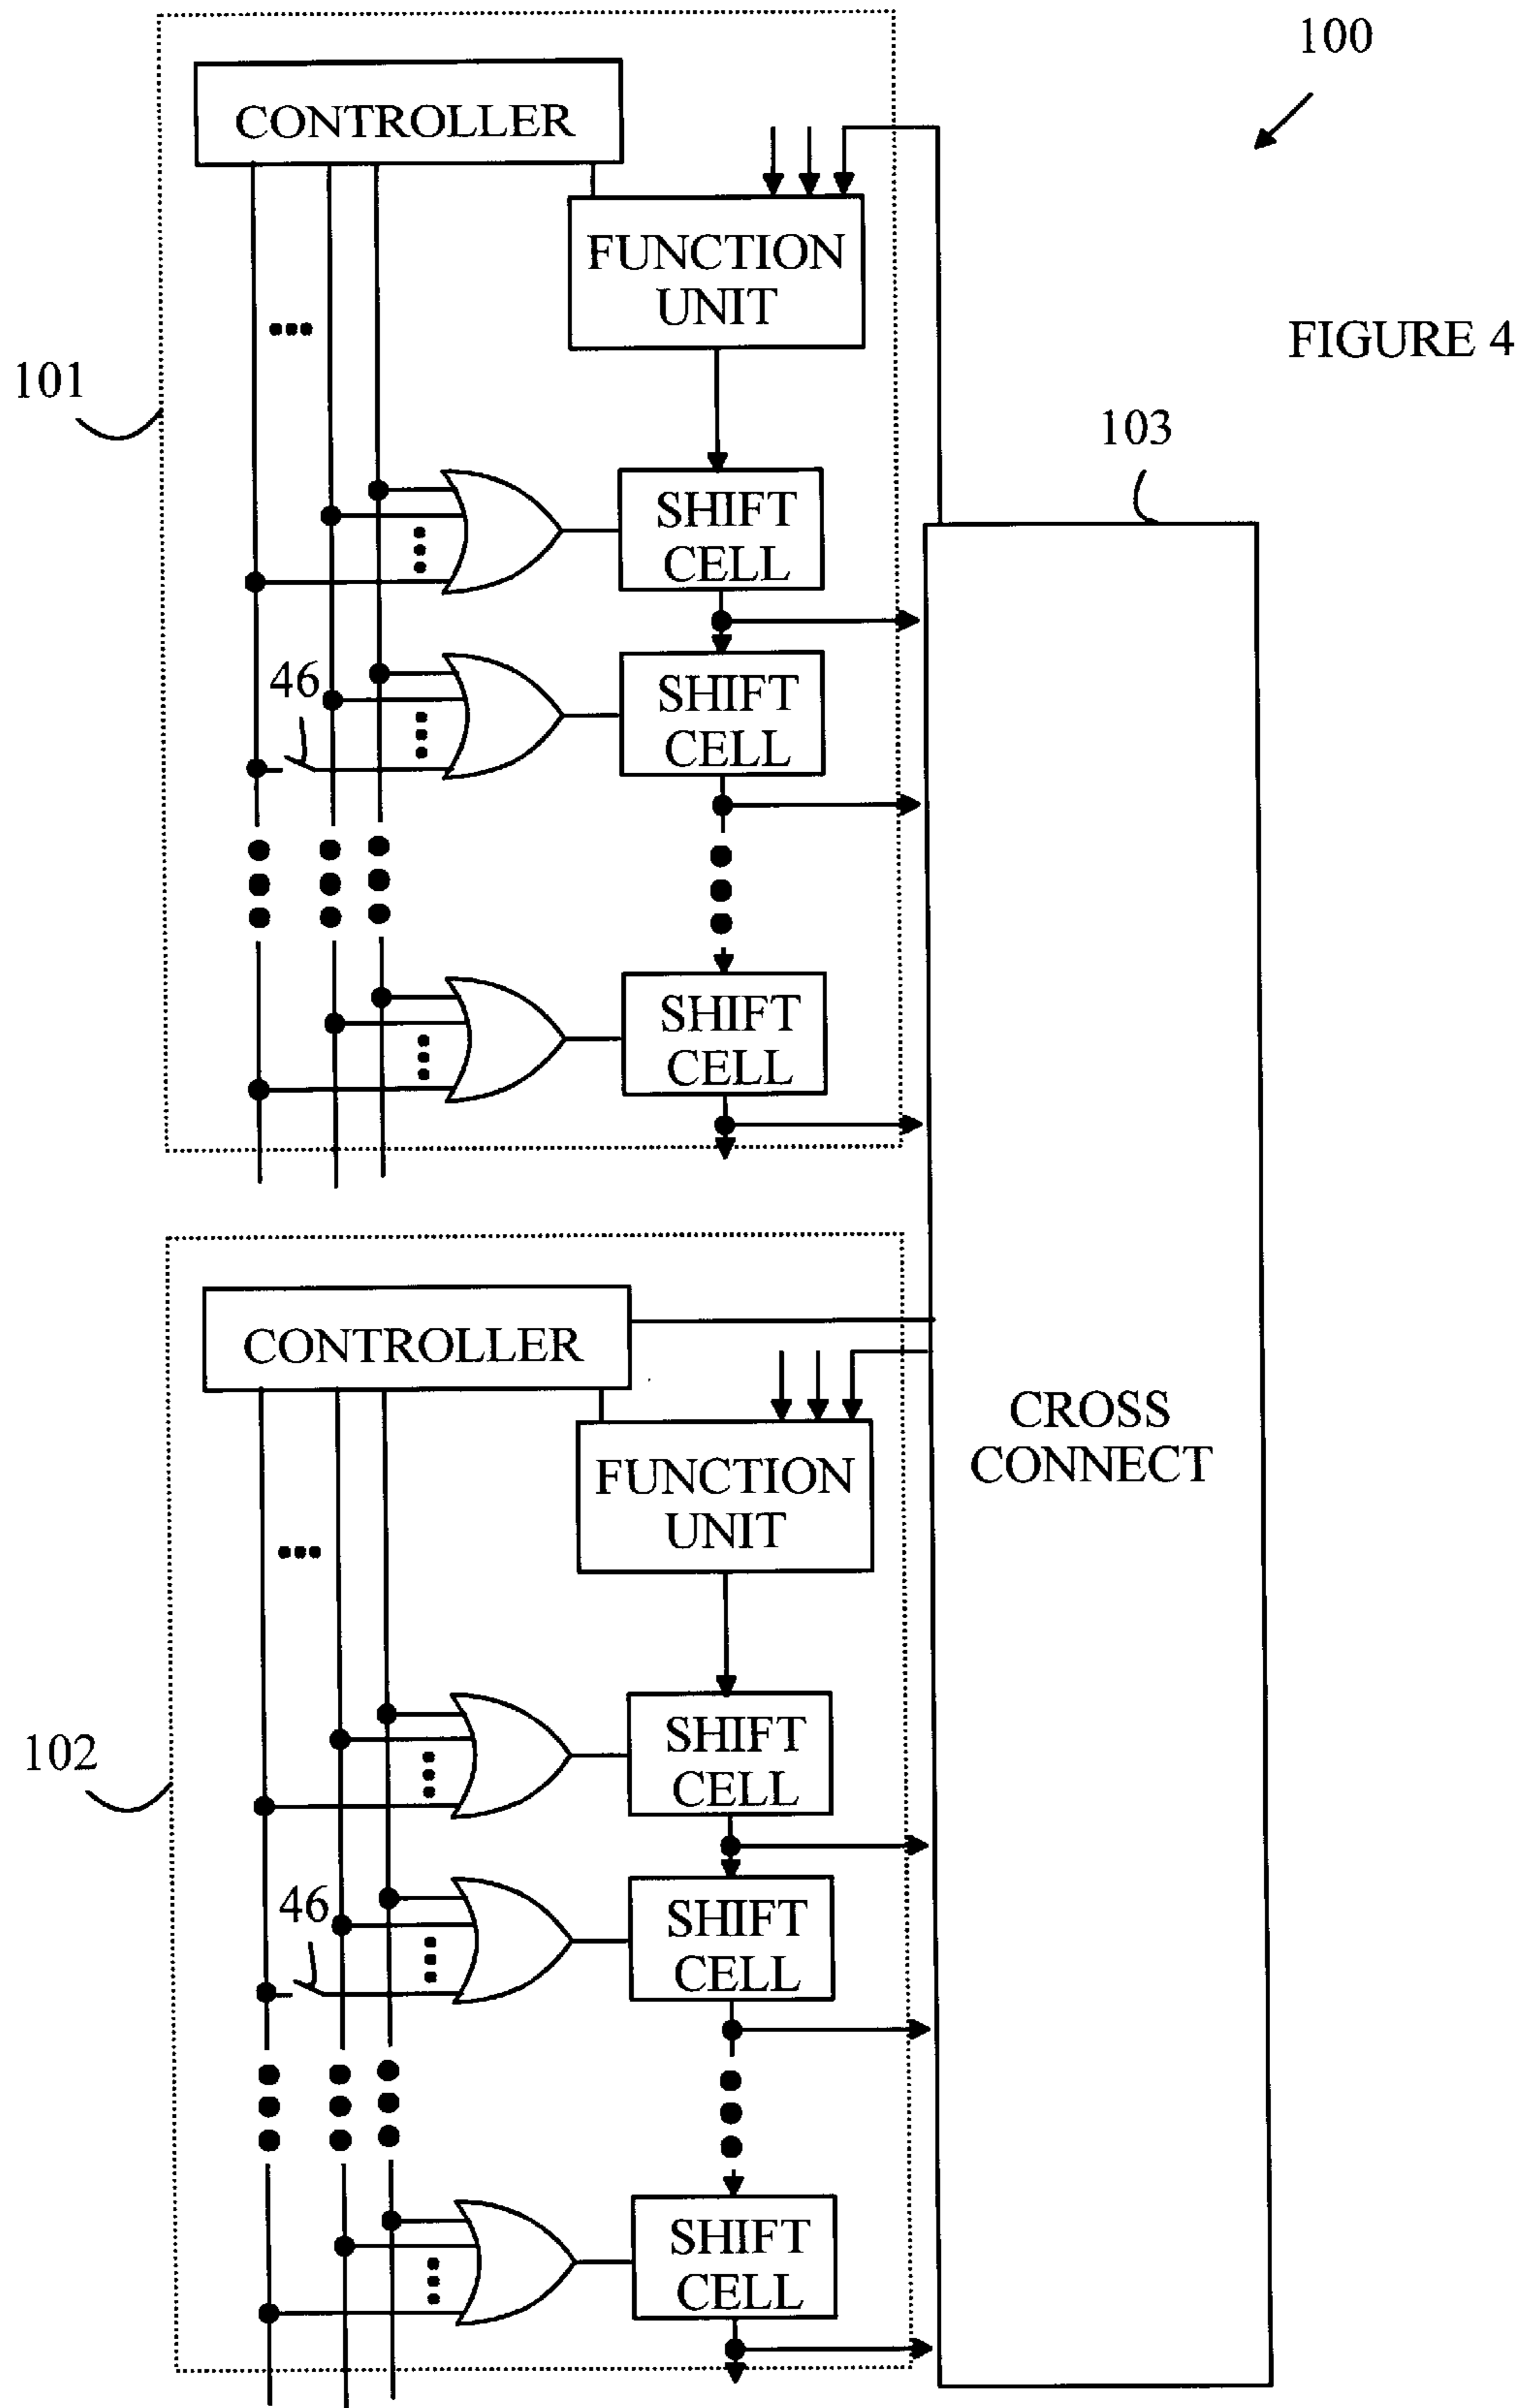 100
CONTROLLER
FUNCTION
UNIT
FIGURE 4
101
103
SHIFT
CELL
46
SHIFT
CELL
SHIFT
CELL
CONTROLLER
CROSS
CONNECT
FUNCTION
UNIT
102
SHIFT
CELL
46
SHIFT
CELL
SHIFT
CELL